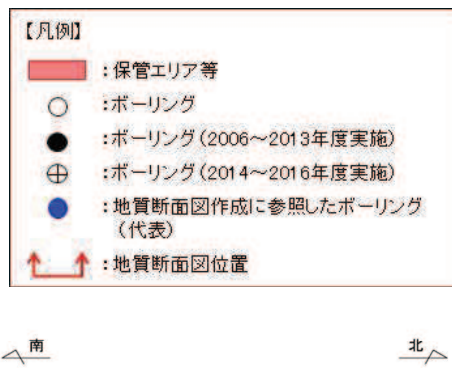 【凡例】
：保管エリア等
：ボーリング
：ボーリング（2006～2013年度実施）
：ボーリング（2014～2016年度実施）
：地質断面図作成に参照したボーリング
（代表）
：地質断面図位置
南 北